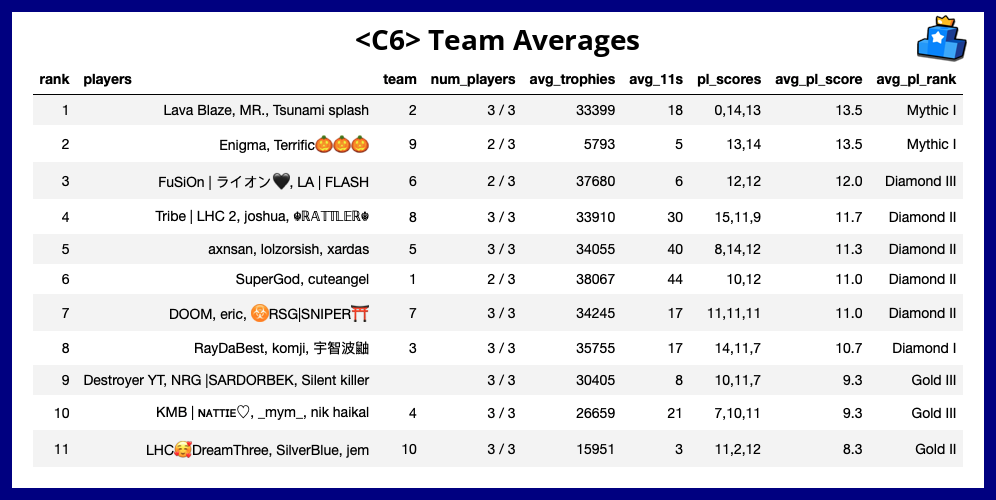 <C6> Team Averages
rank players team num_players avg_trophies avg_11s pl_scores avg_pl_score avg_pl_rank
1 Lava Blaze, MR., Tsunami splash 2 3 / 3 33399 18 0,14,13 13.5 Mythic I
2 Enigma, Terrific🎃🎃🎃 9 2 / 3 5793 5 13,14 13.5 Mythic I
3 FuSiOn | ライオン🖤, LA | FLASH 6 2 / 3 37680 6 12,12 12.0 Diamond III
4 Tribe | LHC 2, joshua, ☬ℝ𝔸𝕋𝕋𝕃𝔼ℝ☬ 8 3 / 3 33910 30 15,11,9 11.7 Diamond II
5 axnsan, lolzorsish, xardas 5 3 / 3 34055 40 8,14,12 11.3 Diamond II
6 SuperGod, cuteangel 1 2 / 3 38067 44 10,12 11.0 Diamond II
7 DOOM, eric, ☣️RSG|SNIPER⛩️ 7 3 / 3 34245 17 11,11,11 11.0 Diamond II
8 RayDaBest, komji, 宇智波鼬 3 3 / 3 35755 17 14,11,7 10.7 Diamond I
9 Destroyer YT, NRG |SARDORBEK, Silent killer 3 / 3 30405 8 10,11,7 9.3 Gold III
10 KMB | ɴᴀᴛᴛɪᴇ♡, _mym_, nik haikal 4 3 / 3 26659 21 7,10,11 9.3 Gold III
11 LHC🥰DreamThree, SilverBlue, jem 10 3 / 3 15951 3 11,2,12 8.3 Gold II